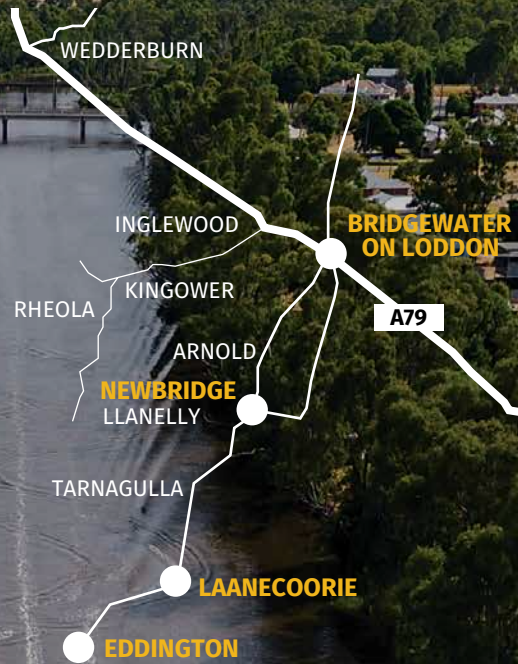 WEDDERBURN
INGLEWOOD
BRIDGEWATER
ON LODDON
KINGOWER
RHEOLA
A79
ARNOLD
NEWBRIDGE
LLANELLY
TARNAGULLA
LAANECOORIE
EDDINGTON